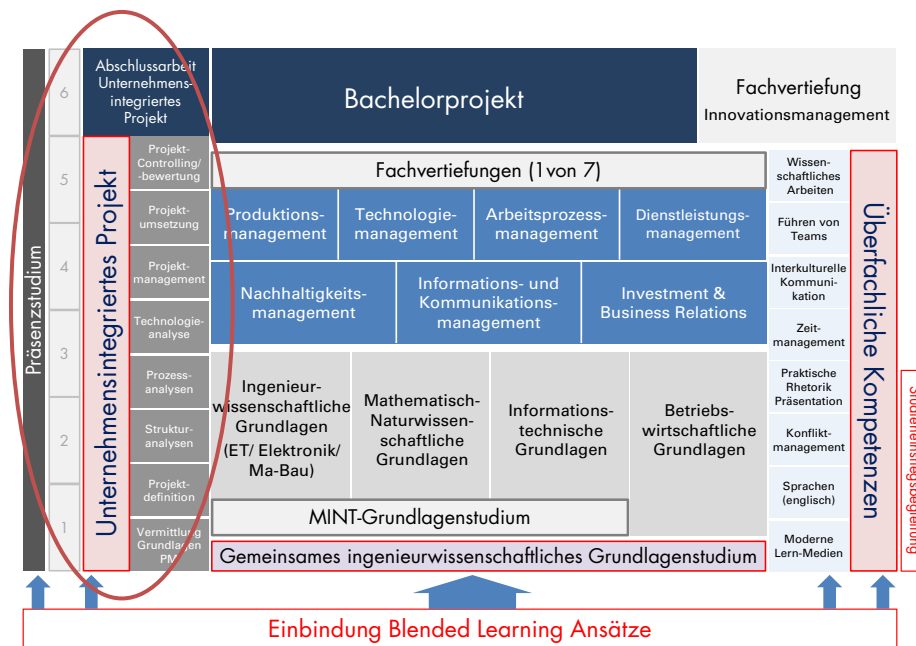 Präsenzstudium
6
5
4
3
2
1
Abschlussarbeit
Unternehmens-
integriertes
Projekt
Unternehmensintegriertes Projekt
Projekt-
Controlling/
-bewertung
Projekt-
umsetzung
Projekt-
management
Technologie-
analyse
Prozess-
analysen
Struktur-
analysen
Projekt-
definition
Vermittlung
Grundlagen
PM
Bachelorprojekt
Fachvertiefung
Innovationsmanagement
Fachvertiefungen (1von 7)
Produktions-
management
Technologie-
management
Arbeitsprozess-
management
Dienstleistungs-
management
Nachhaltigkeits-
management
Informations- und
Kommunikations-
management
Investment &
Business Relations
Ingenieur-
wissenschaftliche
Grundlagen
(ET/ Elektronik/
Ma-Bau)
Mathematisch-
Naturwissen-
schaftliche
Grundlagen
Informations-
technische
Grundlagen
Betriebs-
wirtschaftliche
Grundlagen
MINT-Grundlagenstudium
Gemeinsames ingenieurwissenschaftliches Grundlagenstudium
Wissen-
schaftliches
Arbeiten
Führen von
Teams
Interkulturelle
Kommuni-
kation
Zeit-
management
Praktische
Rhetorik
Präsentation
Konflikt-
management
Sprachen
(englisch)
Moderne
Lern-Medien
Überfachliche Kompetenzen
Studieneinstiegsbegleitung
Einbindung Blended Learning Ansätze